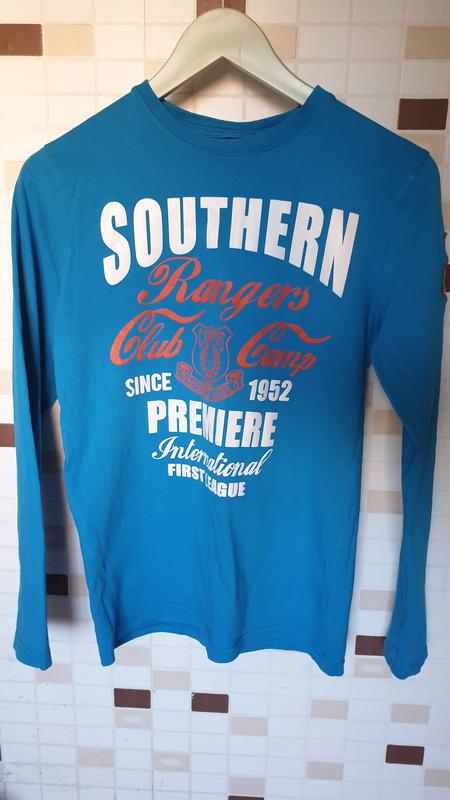 SOUTHERN
Rangers
Club Camp
SINCE 1952
PREMIERE
International
FIRST LEAGUE